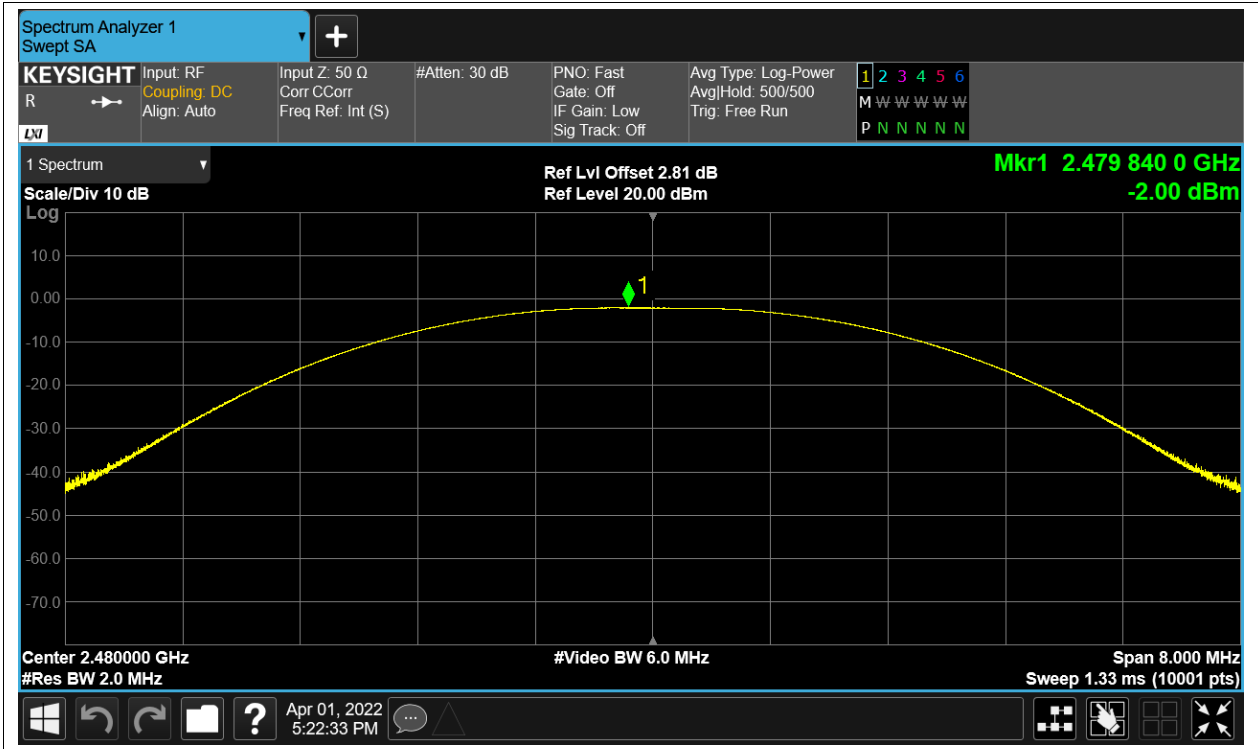 Spectrum Analyzer 1
Swept SA
KEYSIGHT
R
LXI
Input: RF
Coupling: DC
Align: Auto
Input Z: 50 Ω
Corr CCorr
Freq Ref: Int (S)
#Atten: 30 dB
PNO: Fast
Gate: Off
IF Gain: Low
Sig Track: Off
Avg Type: Log-Power
Avg|Hold: 500/500
Trig: Free Run
1 2 3 4 5 6
M W W W W W
P N N N N N
1 Spectrum
Scale/Div 10 dB
Ref Lvl Offset 2.81 dB
Ref Level 20.00 dBm
Mkr1 2.479 840 0 GHz
-2.00 dBm
Log
10.0
0.00
-10.0
-20.0
-30.0
-40.0
-50.0
-60.0
-70.0
1
Center 2.480000 GHz
#Res BW 2.0 MHz
#Video BW 6.0 MHz
Span 8.000 MHz
Sweep 1.33 ms (10001 pts)
?
Apr 01, 2022
5:22:33 PM